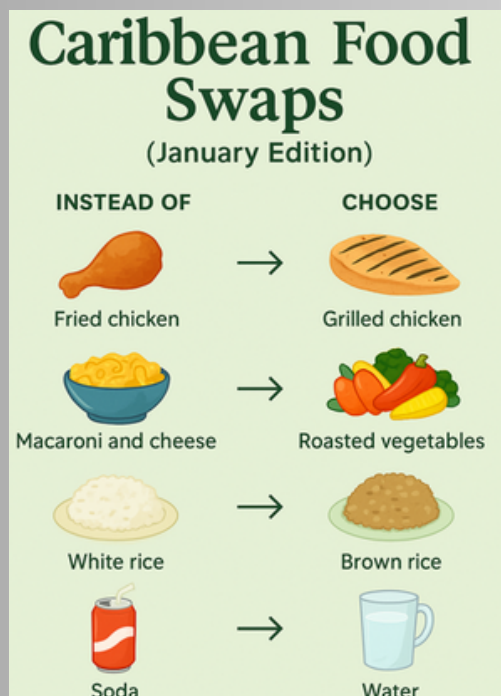 Caribbean Food
Swaps
(January Edition)
INSTEAD OF CHOOSE
Fried chicken Grilled chicken
Macaroni and cheese Roasted vegetables
White rice Brown rice
Soda Water